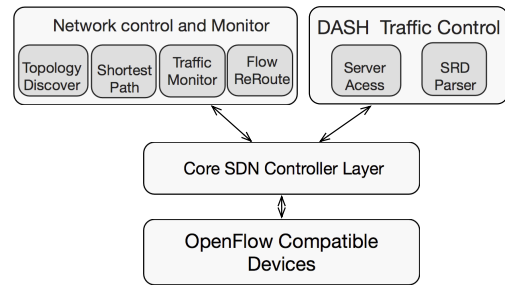 Network control and Monitor
Topology
Discover
Shortest
Path
Traffic
Monitor
Flow
ReRoute
DASH Traffic Control
Server
Acess
SRD
Parser
Core SDN Controller Layer
OpenFlow Compatible
Devices